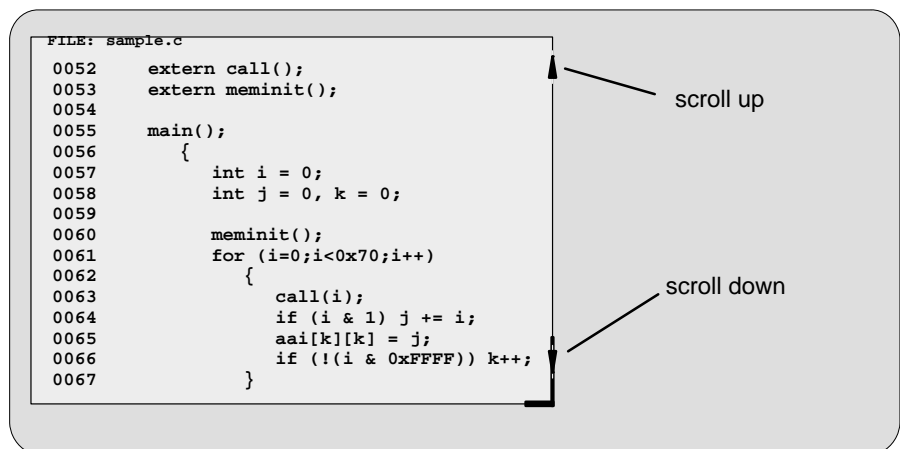 FILE: sample.c
0052 extern call();
0053 extern meminit();
0054
0055 main();
0056 {
0057 int i = 0;
0058 int j = 0, k = 0;
0059
0060 meminit();
0061 for (i=0;i<0x70;i++)
0062 {
0063 call(i);
0064 if (i & 1) j += i;
0065 aai[k][k] = j;
0066 if (!(i & 0xFFFF)) k++;
0067 }
scroll up
scroll down